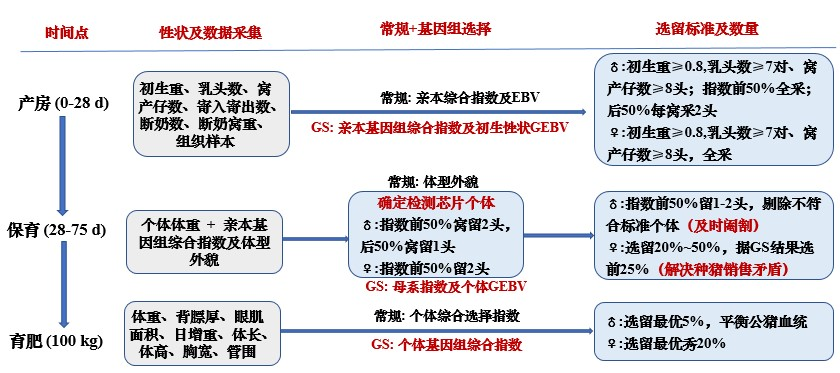 时间点
性状及数据采集
常规+基因组选择
选留标准及数量
产房 (0-28 d)
初生重、乳头数、窝
产仔数、寄入寄出数、
断奶数、断奶窝重、
组织样本
常规: 亲本综合指数及EBV
GS: 亲本基因组综合指数及初生性状GEBV
♂:初生重≥0.8,乳头数≥7对、窝
产仔数≥8头；指数前50%全采；
后50%每窝采2头
♀:初生重≥0.8,乳头数≥7对、窝
产仔数≥8头，全采
保育 (28-75 d)
个体体重 + 亲本基
因组综合指数及体型
外貌
常规: 体型外貌
确定检测芯片个体
♂:指数前50%窝留2头，
后50%窝留1头
♀:指数前50%留2头
GS: 母系指数及个体GEBV
♂:指数前50%留1-2头，剔除不符
合标准个体（及时阉割）
♀:选留20%~50%，据GS结果选
前25%（解决种猪销售矛盾）
育肥 (100 kg)
体重、背膘厚、眼肌
面积、日增重、体长、
体高、胸宽、管围
常规: 个体综合选择指数
GS: 个体基因组综合指数
♂:选留最优5%，平衡公猪血统
♀:选留最优秀20%